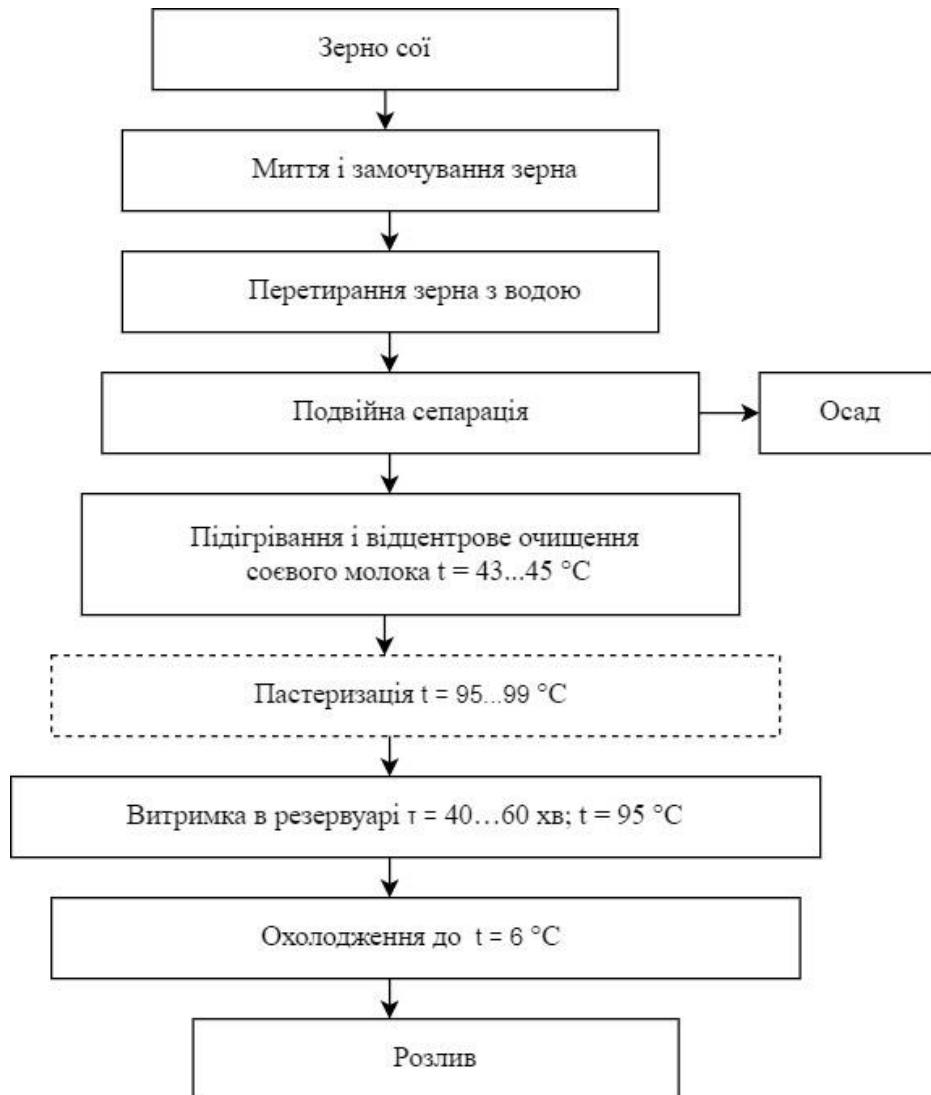 Зерно сої
Миття і замочування зерна
Перетирання зерна з водою
Подвійна сепарація
Осад
Підігрівання і відцентрове очищення
соєвого молока t = 43...45 °C
Пастеризація t = 95...99 °C
Витримка в резервуарі τ = 40…60 хв; t = 95 °C
Охолодження до t = 6 °C
Розлив